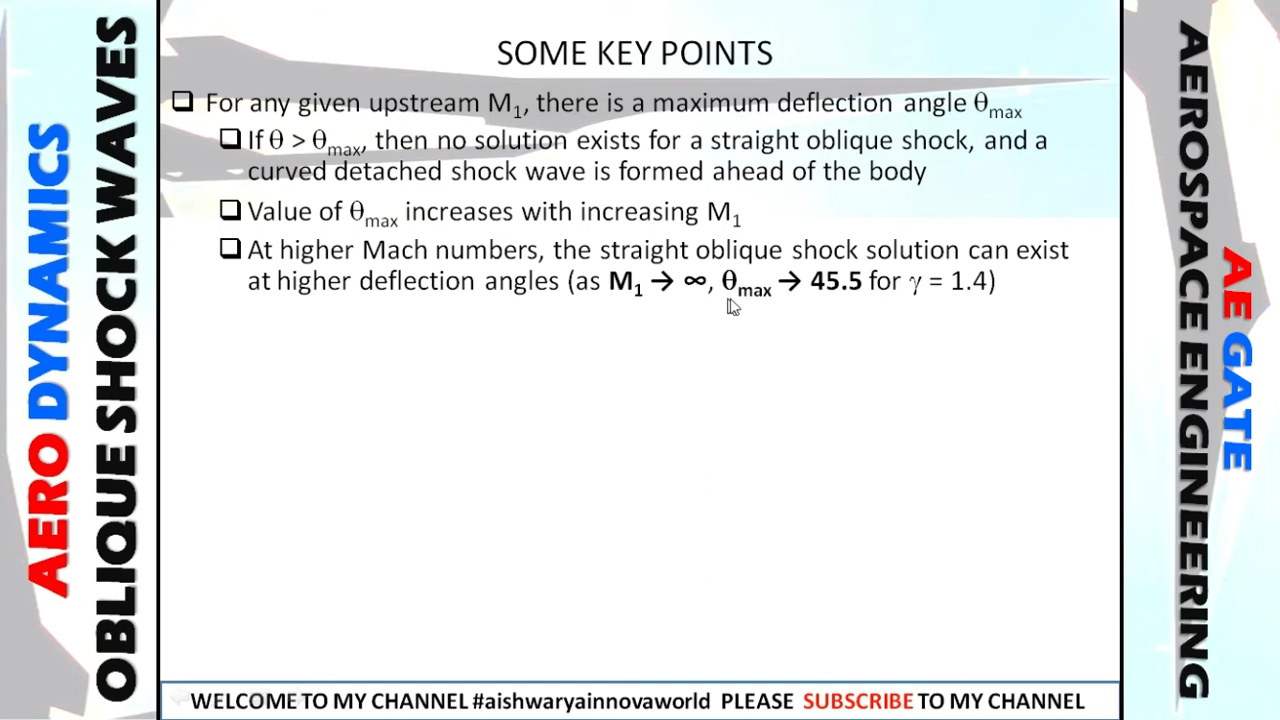 AERO DYNAMICS
OBLIQUE SHOCK WAVES
SOME KEY POINTS
❑ For any given upstream M₁, there is a maximum deflection angle θmax
❑ If θ > θmax, then no solution exists for a straight oblique shock, and a
curved detached shock wave is formed ahead of the body
❑ Value of θmax increases with increasing M₁
❑ At higher Mach numbers, the straight oblique shock solution can exist
at higher deflection angles (as M₁ → ∞, θmax → 45.5 for γ = 1.4)
AEROSPACE ENGINEERING
AE GATE
WELCOME TO MY CHANNEL #aishwaryainnovaworld PLEASE SUBSCRIBE TO MY CHANNEL